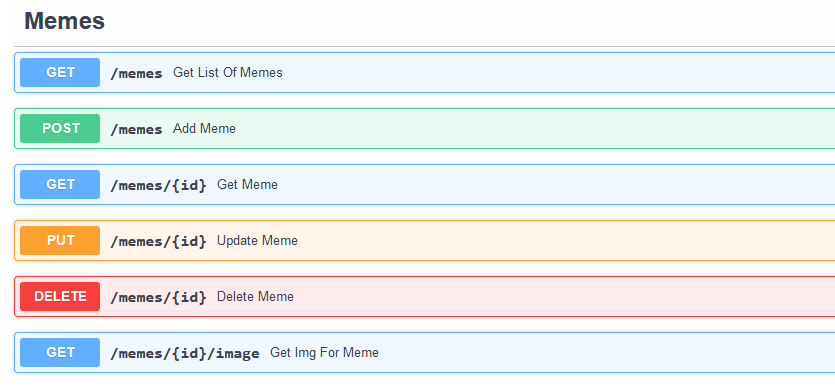 Memes
GET /memes Get List Of Memes
POST /memes Add Meme
GET /memes/{id} Get Meme
PUT /memes/{id} Update Meme
DELETE /memes/{id} Delete Meme
GET /memes/{id}/image Get Img For Meme